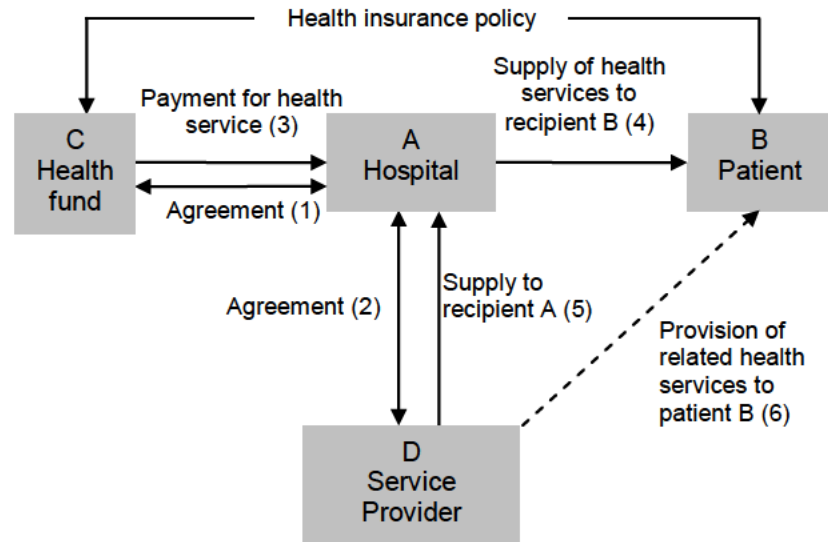 Health insurance policy
Payment for health
service (3)
Supply of health
services to
recipient B (4)
C
Health
fund
A
Hospital
B
Patient
Agreement (1)
Agreement (2)
Supply to
recipient A (5)
Provision of
related health
services to
patient B (6)
D
Service
Provider